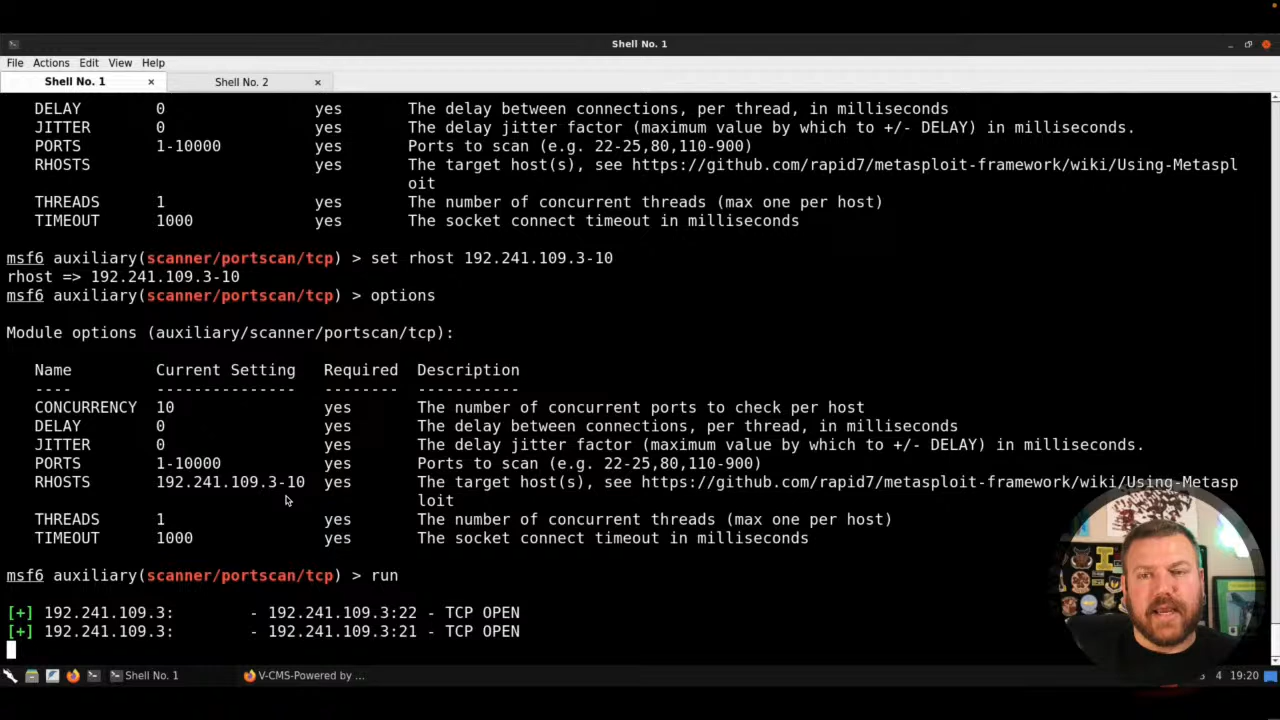 Shell No. 1
File Actions Edit View Help
Shell No. 1 × Shell No. 2 ×
DELAY 0 yes The delay between connections, per thread, in milliseconds
JITTER 0 yes The delay jitter factor (maximum value by which to +/- DELAY) in milliseconds.
PORTS 1-10000 yes Ports to scan (e.g. 22-25,80,110-900)
RHOSTS yes The target host(s), see https://github.com/rapid7/metasploit-framework/wiki/Using-Metaspl
oit
THREADS 1 yes The number of concurrent threads (max one per host)
TIMEOUT 1000 yes The socket connect timeout in milliseconds
msf6 auxiliary(scanner/portscan/tcp) > set rhost 192.241.109.3-10
rhost => 192.241.109.3-10
msf6 auxiliary(scanner/portscan/tcp) > options
Module options (auxiliary/scanner/portscan/tcp):
Name Current Setting Required Description
---- --------------- -------- -----------
CONCURRENCY 10 yes The number of concurrent ports to check per host
DELAY 0 yes The delay between connections, per thread, in milliseconds
JITTER 0 yes The delay jitter factor (maximum value by which to +/- DELAY) in milliseconds.
PORTS 1-10000 yes Ports to scan (e.g. 22-25,80,110-900)
RHOSTS 192.241.109.3-10 yes The target host(s), see https://github.com/rapid7/metasploit-framework/wiki/Using-Metasp
loit
THREADS 1 yes The number of concurrent threads (max one per host)
TIMEOUT 1000 yes The socket connect timeout in milliseconds
msf6 auxiliary(scanner/portscan/tcp) > run
[+] 192.241.109.3: - 192.241.109.3:22 - TCP OPEN
[+] 192.241.109.3: - 192.241.109.3:21 - TCP OPEN
Shell No. 1 V-CMS-Powered by ... 4 19:20